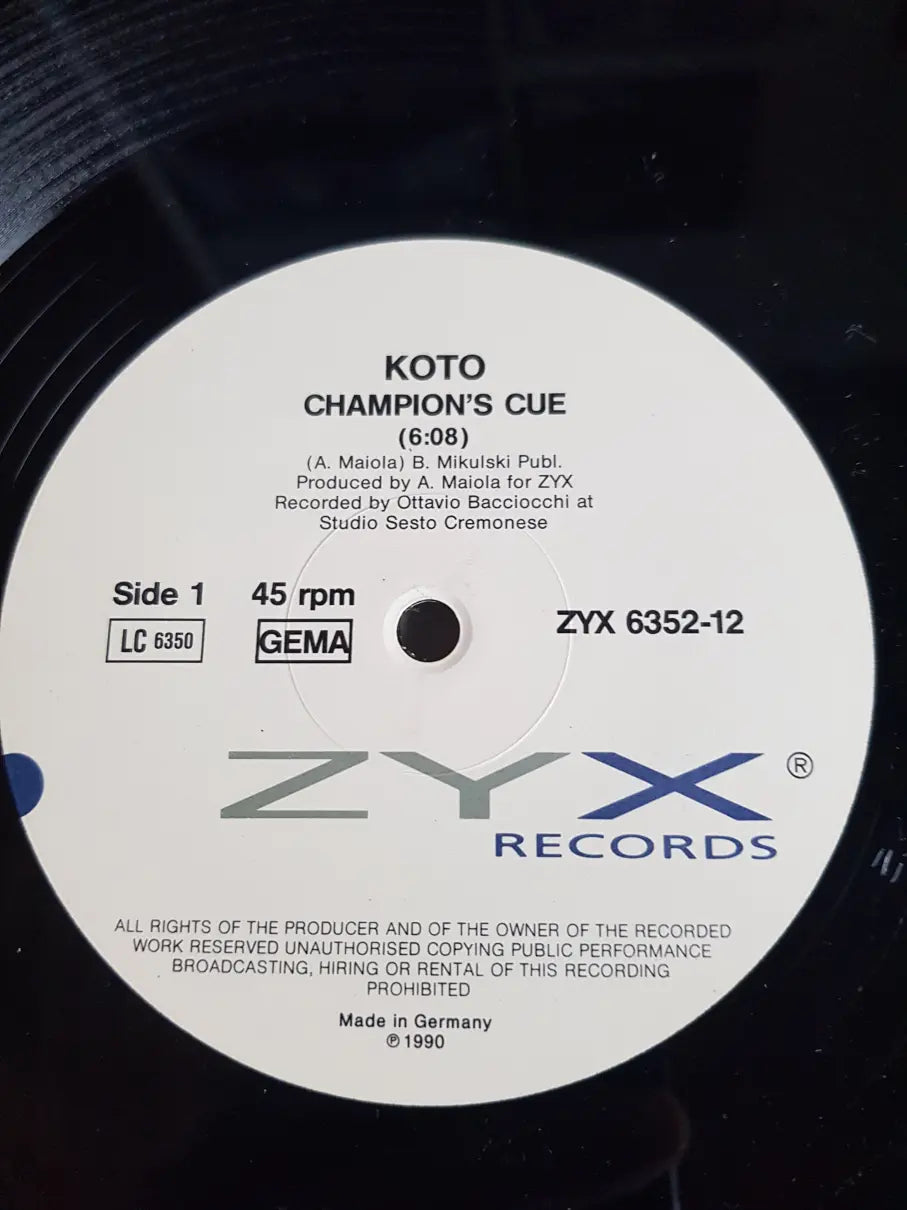 KOTO
CHAMPION'S CUE
(6:08)
(A. Maiola) B. Mikulski Publ.
Produced by A. Maiola for ZYX
Recorded by Ottavio Bacciocchi at
Studio Sesto Cremonese
Side 1 45 rpm
LC 6350 GEMA
ZYX 6352-12
ZYX ®
RECORDS
ALL RIGHTS OF THE PRODUCER AND OF THE OWNER OF THE RECORDED
WORK RESERVED UNAUTHORISED COPYING PUBLIC PERFORMANCE
BROADCASTING, HIRING OR RENTAL OF THIS RECORDING
PROHIBITED
Made in Germany
℗ 1990